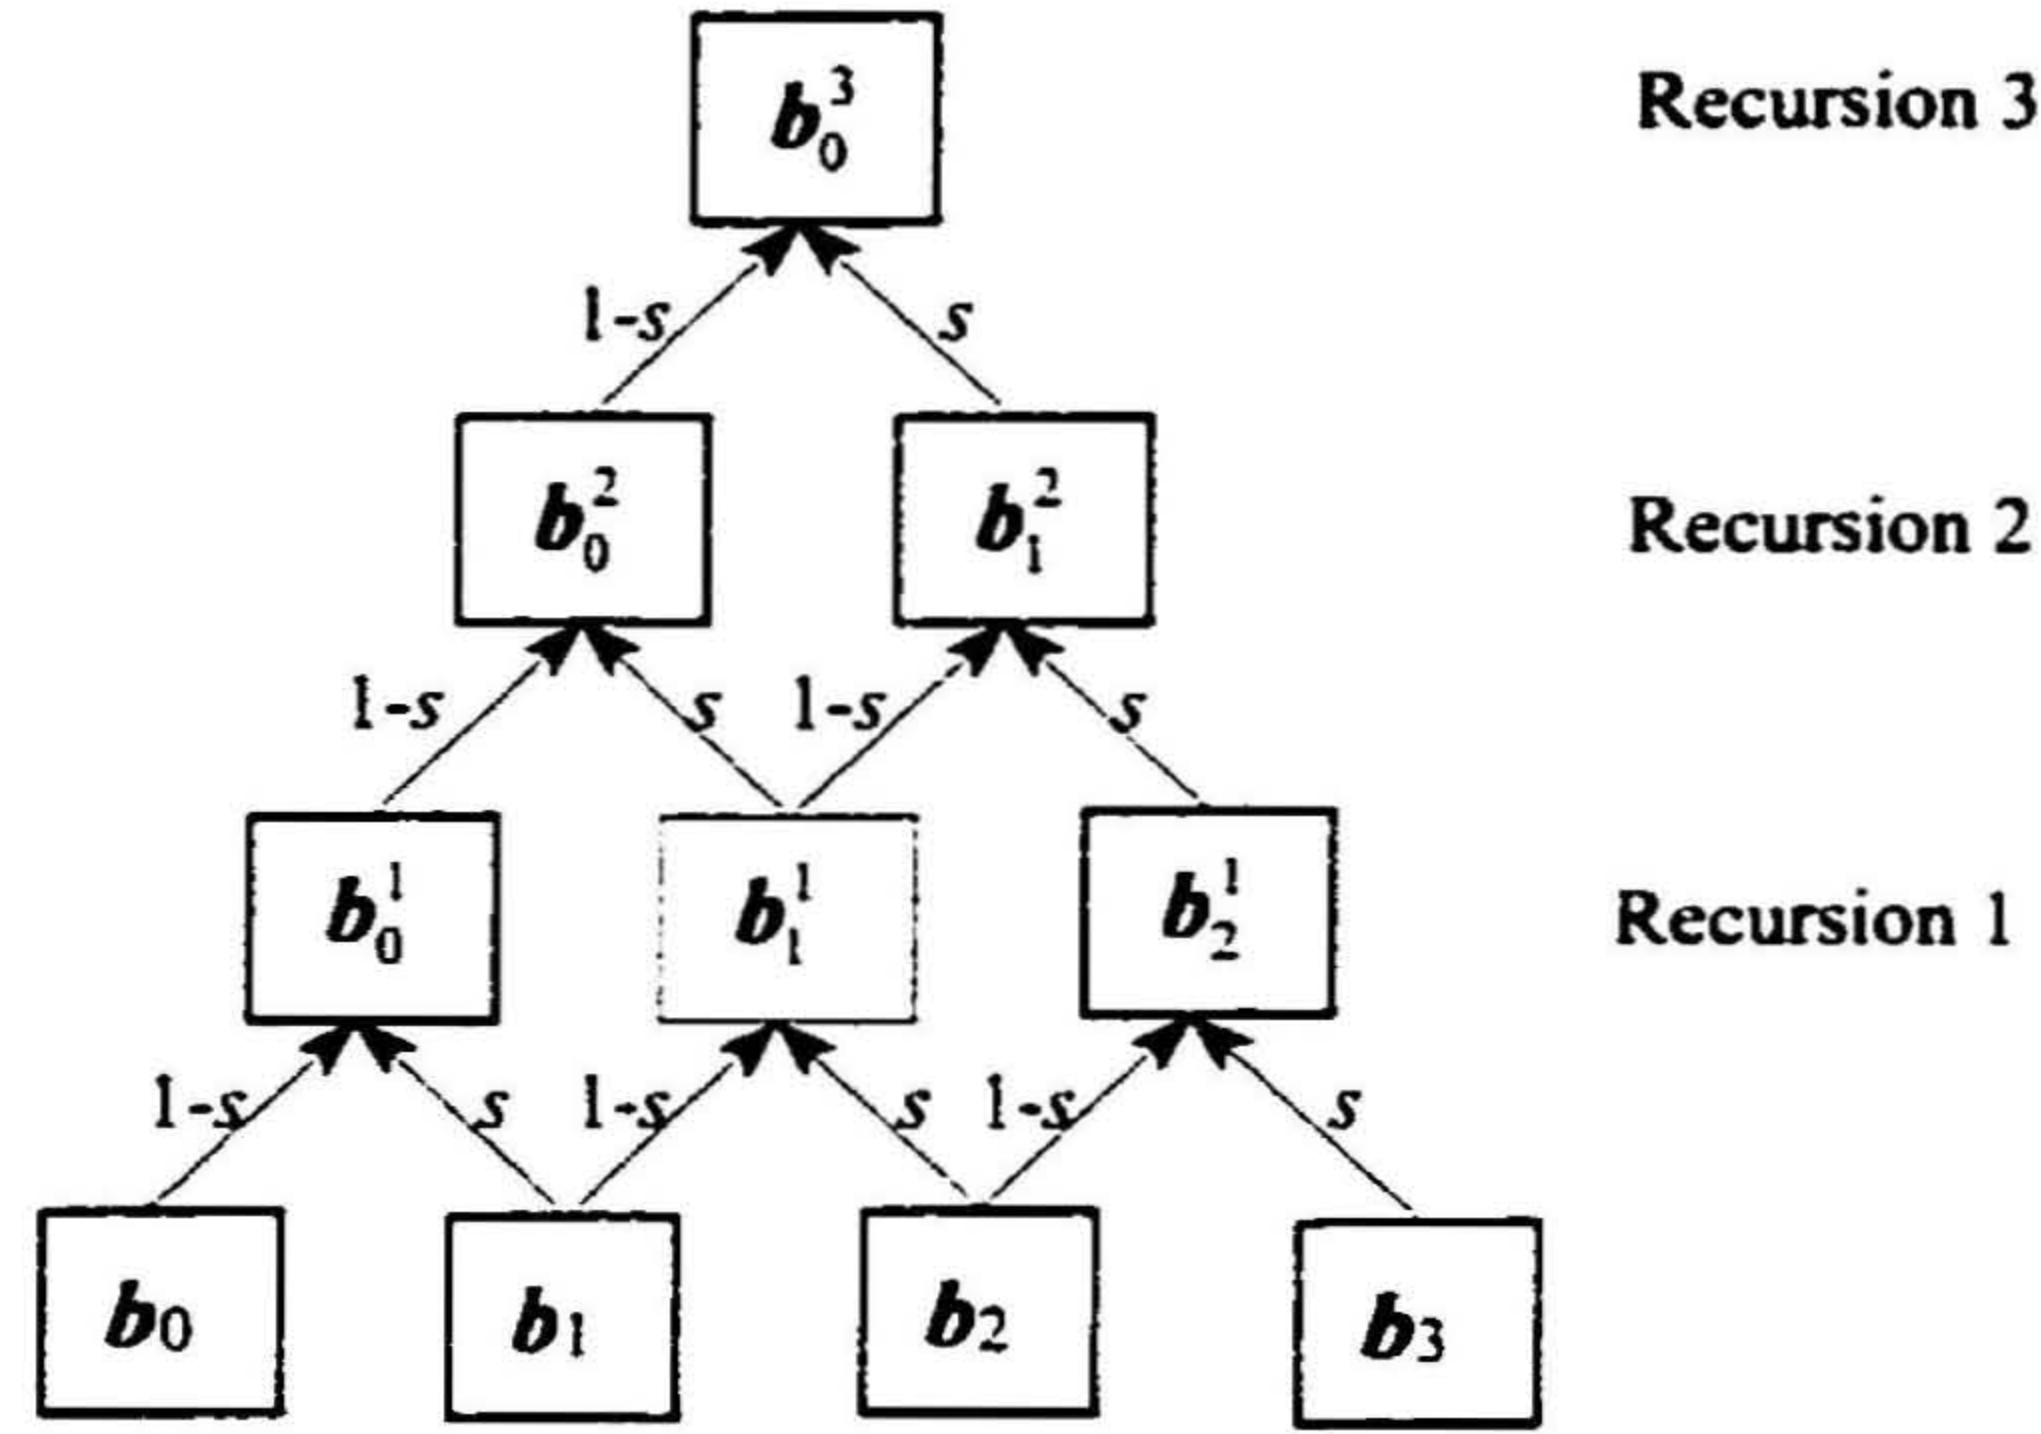 b₀³ Recursion 3
1-s s
b₀² b₁² Recursion 2
1-s s 1-s s
b₀¹ b₁¹ b₂¹ Recursion 1
1-s s 1-s s 1-s s
b0 b1 b2 b3